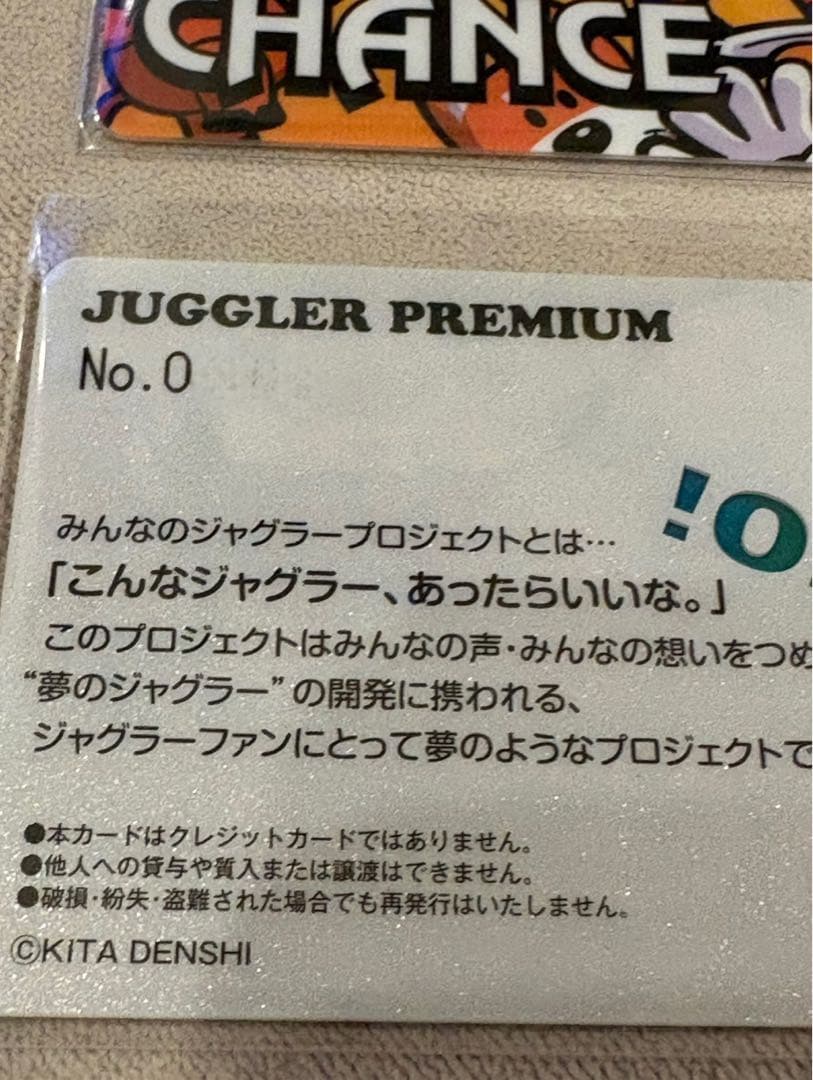 CHANCE
JUGGLER PREMIUM
No.0
!O
みんなのジャグラープロジェクトとは…
「こんなジャグラー、あったらいいな。」
このプロジェクトはみんなの声・みんなの想いをつめ
“夢のジャグラー”の開発に携われる、
ジャグラーファンにとって夢のようなプロジェクトで
●本カードはクレジットカードではありません。
●他人への貸与や質入または譲渡はできません。
●破損・紛失・盗難された場合でも再発行はいたしません。
©KITA DENSHI